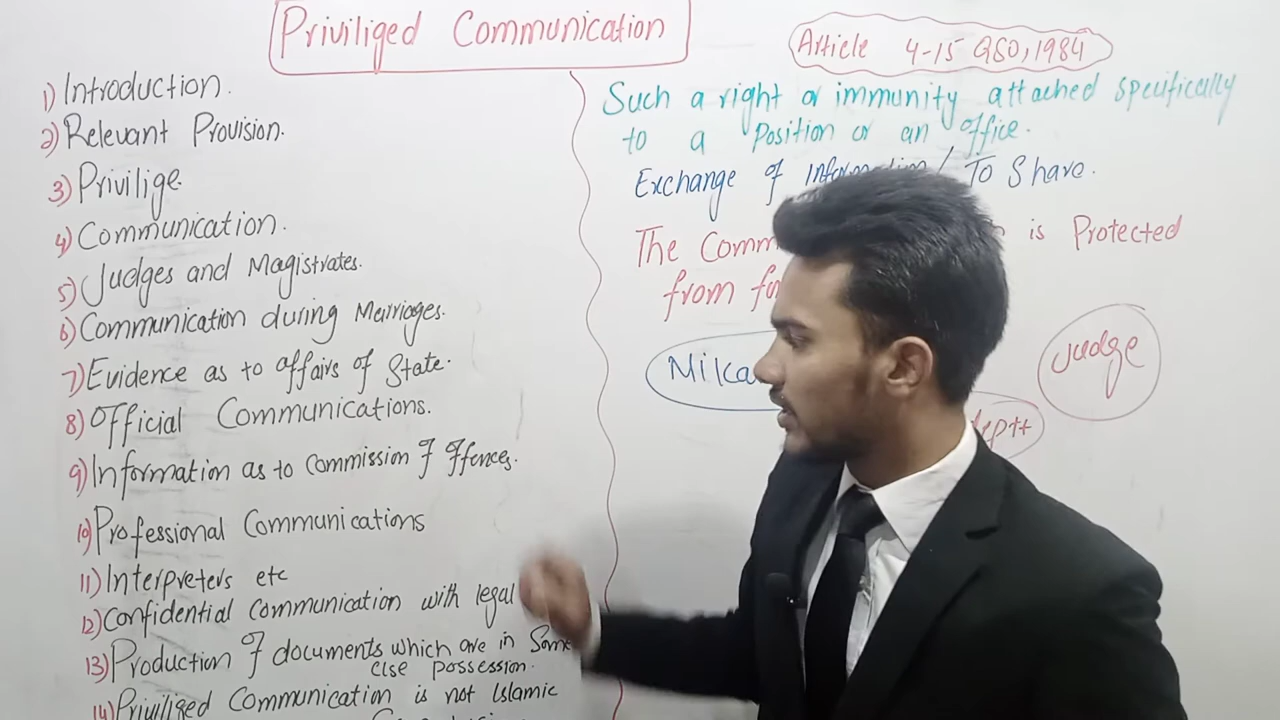 Priviliged Communication
Article 4-15 QSO, 1984
1) Introduction.
2) Relevant Provision.
3) Privilige.
4) Communication.
5) Judges and Magistrates.
6) Communication during Marriages.
7) Evidence as to affairs of State.
8) Official Communications.
9) Information as to Commission of offences.
10) Professional Communications
11) Interpreters etc
12) Confidential Communication with legal
13) Production of documents which are in Some
else possession.
14) Priviliged Communication is not Islamic
Such a right or immunity attached specifically
to a Position or an office.
Exchange of / To Share.
The is Protected
from
Judge
deptt